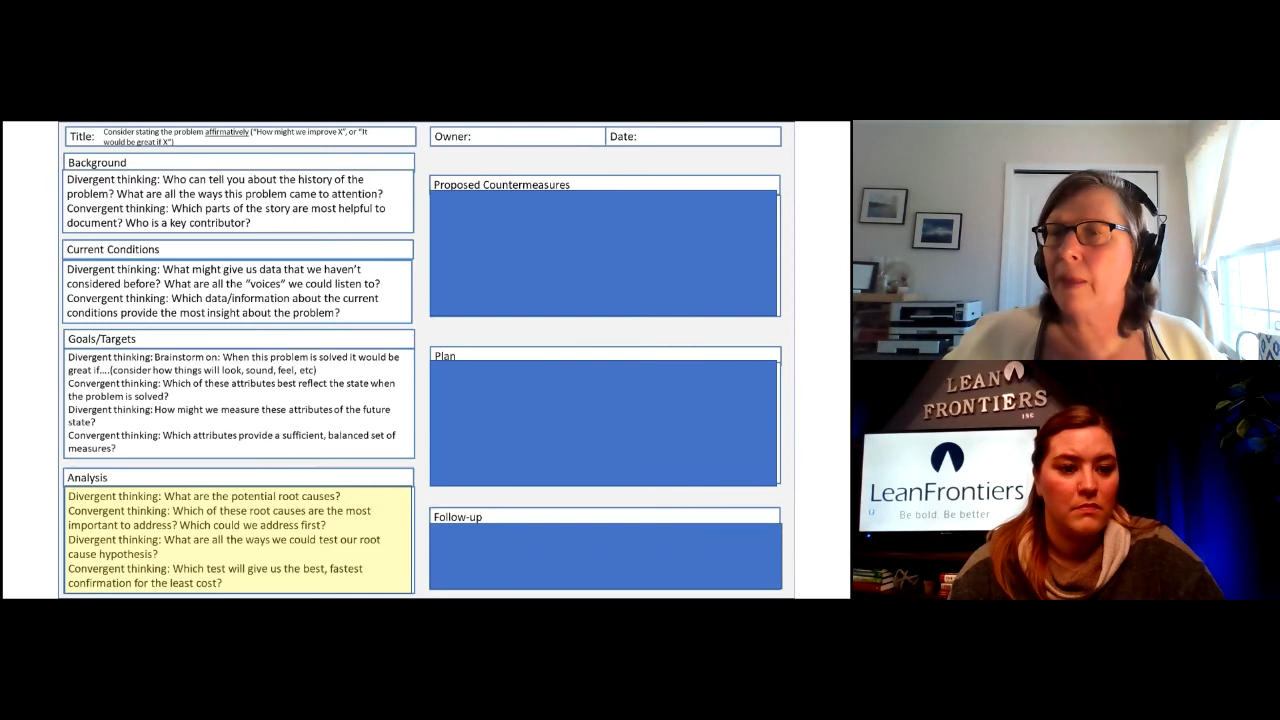 Title: Consider stating the problem affirmatively ("How might we improve X", or "It
would be great if X")
Owner:
Date:
Background
Divergent thinking: Who can tell you about the history of the
problem? What are all the ways this problem came to attention?
Convergent thinking: Which parts of the story are most helpful to
document? Who is a key contributor?
Current Conditions
Divergent thinking: What might give us data that we haven't
considered before? What are all the "voices" we could listen to?
Convergent thinking: Which data/information about the current
conditions provide the most insight about the problem?
Goals/Targets
Divergent thinking: Brainstorm on: When this problem is solved it would be
great if....(consider how things will look, sound, feel, etc)
Convergent thinking: Which of these attributes best reflect the state when
the problem is solved?
Divergent thinking: How might we measure these attributes of the future
state?
Convergent thinking: Which attributes provide a sufficient, balanced set of
measures?
Analysis
Divergent thinking: What are the potential root causes?
Convergent thinking: Which of these root causes are the most
important to address? Which could we address first?
Divergent thinking: What are all the ways we could test our root
cause hypothesis?
Convergent thinking: Which test will give us the best, fastest
confirmation for the least cost?
Proposed Countermeasures
Plan
Follow-up
LEAN
FRONTIERS
INC
LeanFrontiers
Be bold. Be better